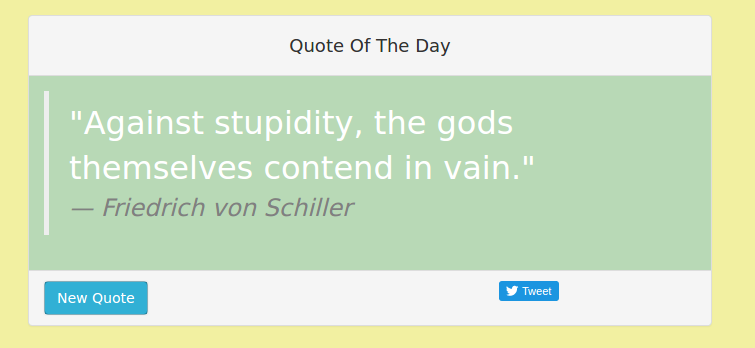 Quote Of The Day
"Against stupidity, the gods
themselves contend in vain."
— Friedrich von Schiller
New Quote
Tweet